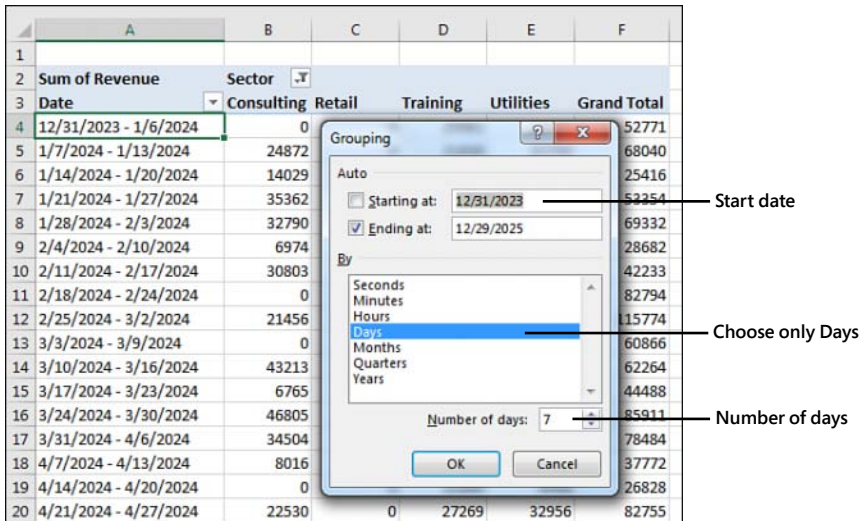 A B C D E F
1
2 Sum of Revenue Sector
3 Date Consulting Retail Training Utilities Grand Total
4 12/31/2023 - 1/6/2024 0 52771
5 1/7/2024 - 1/13/2024 24872 68040
6 1/14/2024 - 1/20/2024 14029 25416
7 1/21/2024 - 1/27/2024 35362 53354
8 1/28/2024 - 2/3/2024 32790 69332
9 2/4/2024 - 2/10/2024 6974 28682
10 2/11/2024 - 2/17/2024 30803 42233
11 2/18/2024 - 2/24/2024 0 82794
12 2/25/2024 - 3/2/2024 21456 115774
13 3/3/2024 - 3/9/2024 0 60866
14 3/10/2024 - 3/16/2024 43213 62264
15 3/17/2024 - 3/23/2024 6765 44488
16 3/24/2024 - 3/30/2024 46805 85911
17 3/31/2024 - 4/6/2024 34504 78484
18 4/7/2024 - 4/13/2024 8016 37772
19 4/14/2024 - 4/20/2024 0 26828
20 4/21/2024 - 4/27/2024 22530 0 27269 32956 82755
Grouping
Auto
Starting at: 12/31/2023
Ending at: 12/29/2025
By
Seconds
Minutes
Hours
Days
Months
Quarters
Years
Number of days: 7
OK Cancel
Start date
Choose only Days
Number of days